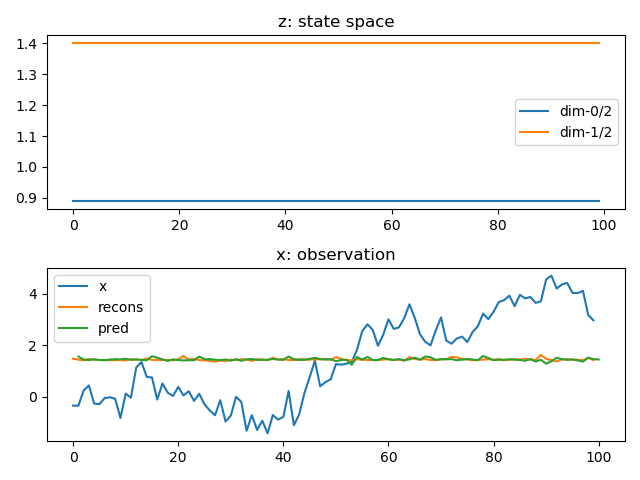 z: state space
1.4
1.3
1.2
1.1
1.0
0.9
dim-0/2
dim-1/2
0 20 40 60 80 100
x: observation
4
2
0
x
recons
pred
0 20 40 60 80 100